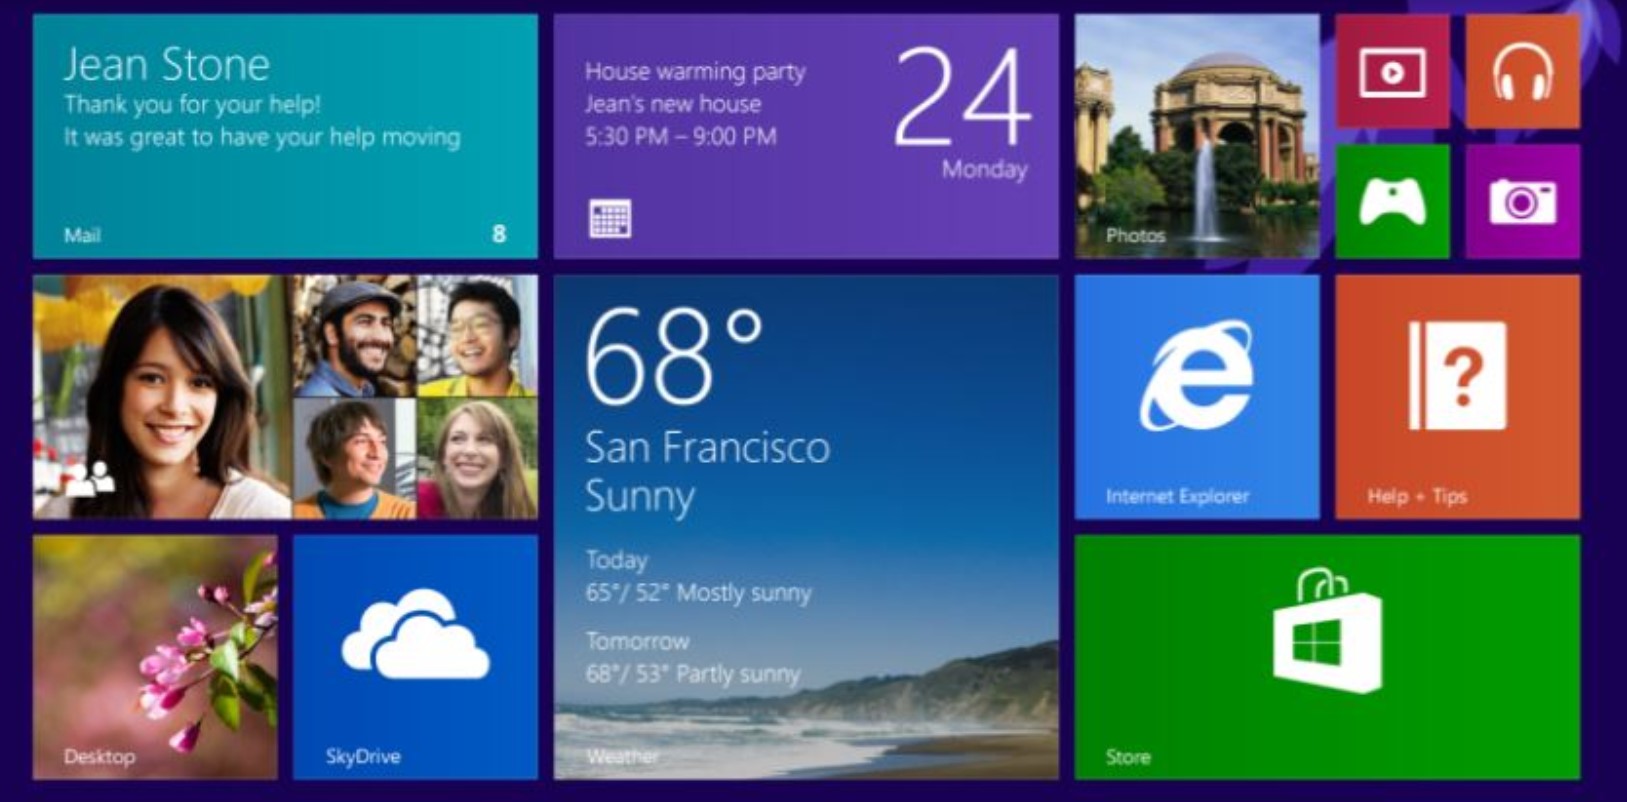 Jean Stone
Thank you for your help!
It was great to have your help moving
Mail
8
House warming party
Jean's new house
5:30 PM – 9:00 PM
24
Monday
Photos
68°
San Francisco
Sunny
Today
65°/ 52° Mostly sunny
Tomorrow
68°/ 53° Partly sunny
Weather
Internet Explorer
Help + Tips
Desktop
SkyDrive
Store